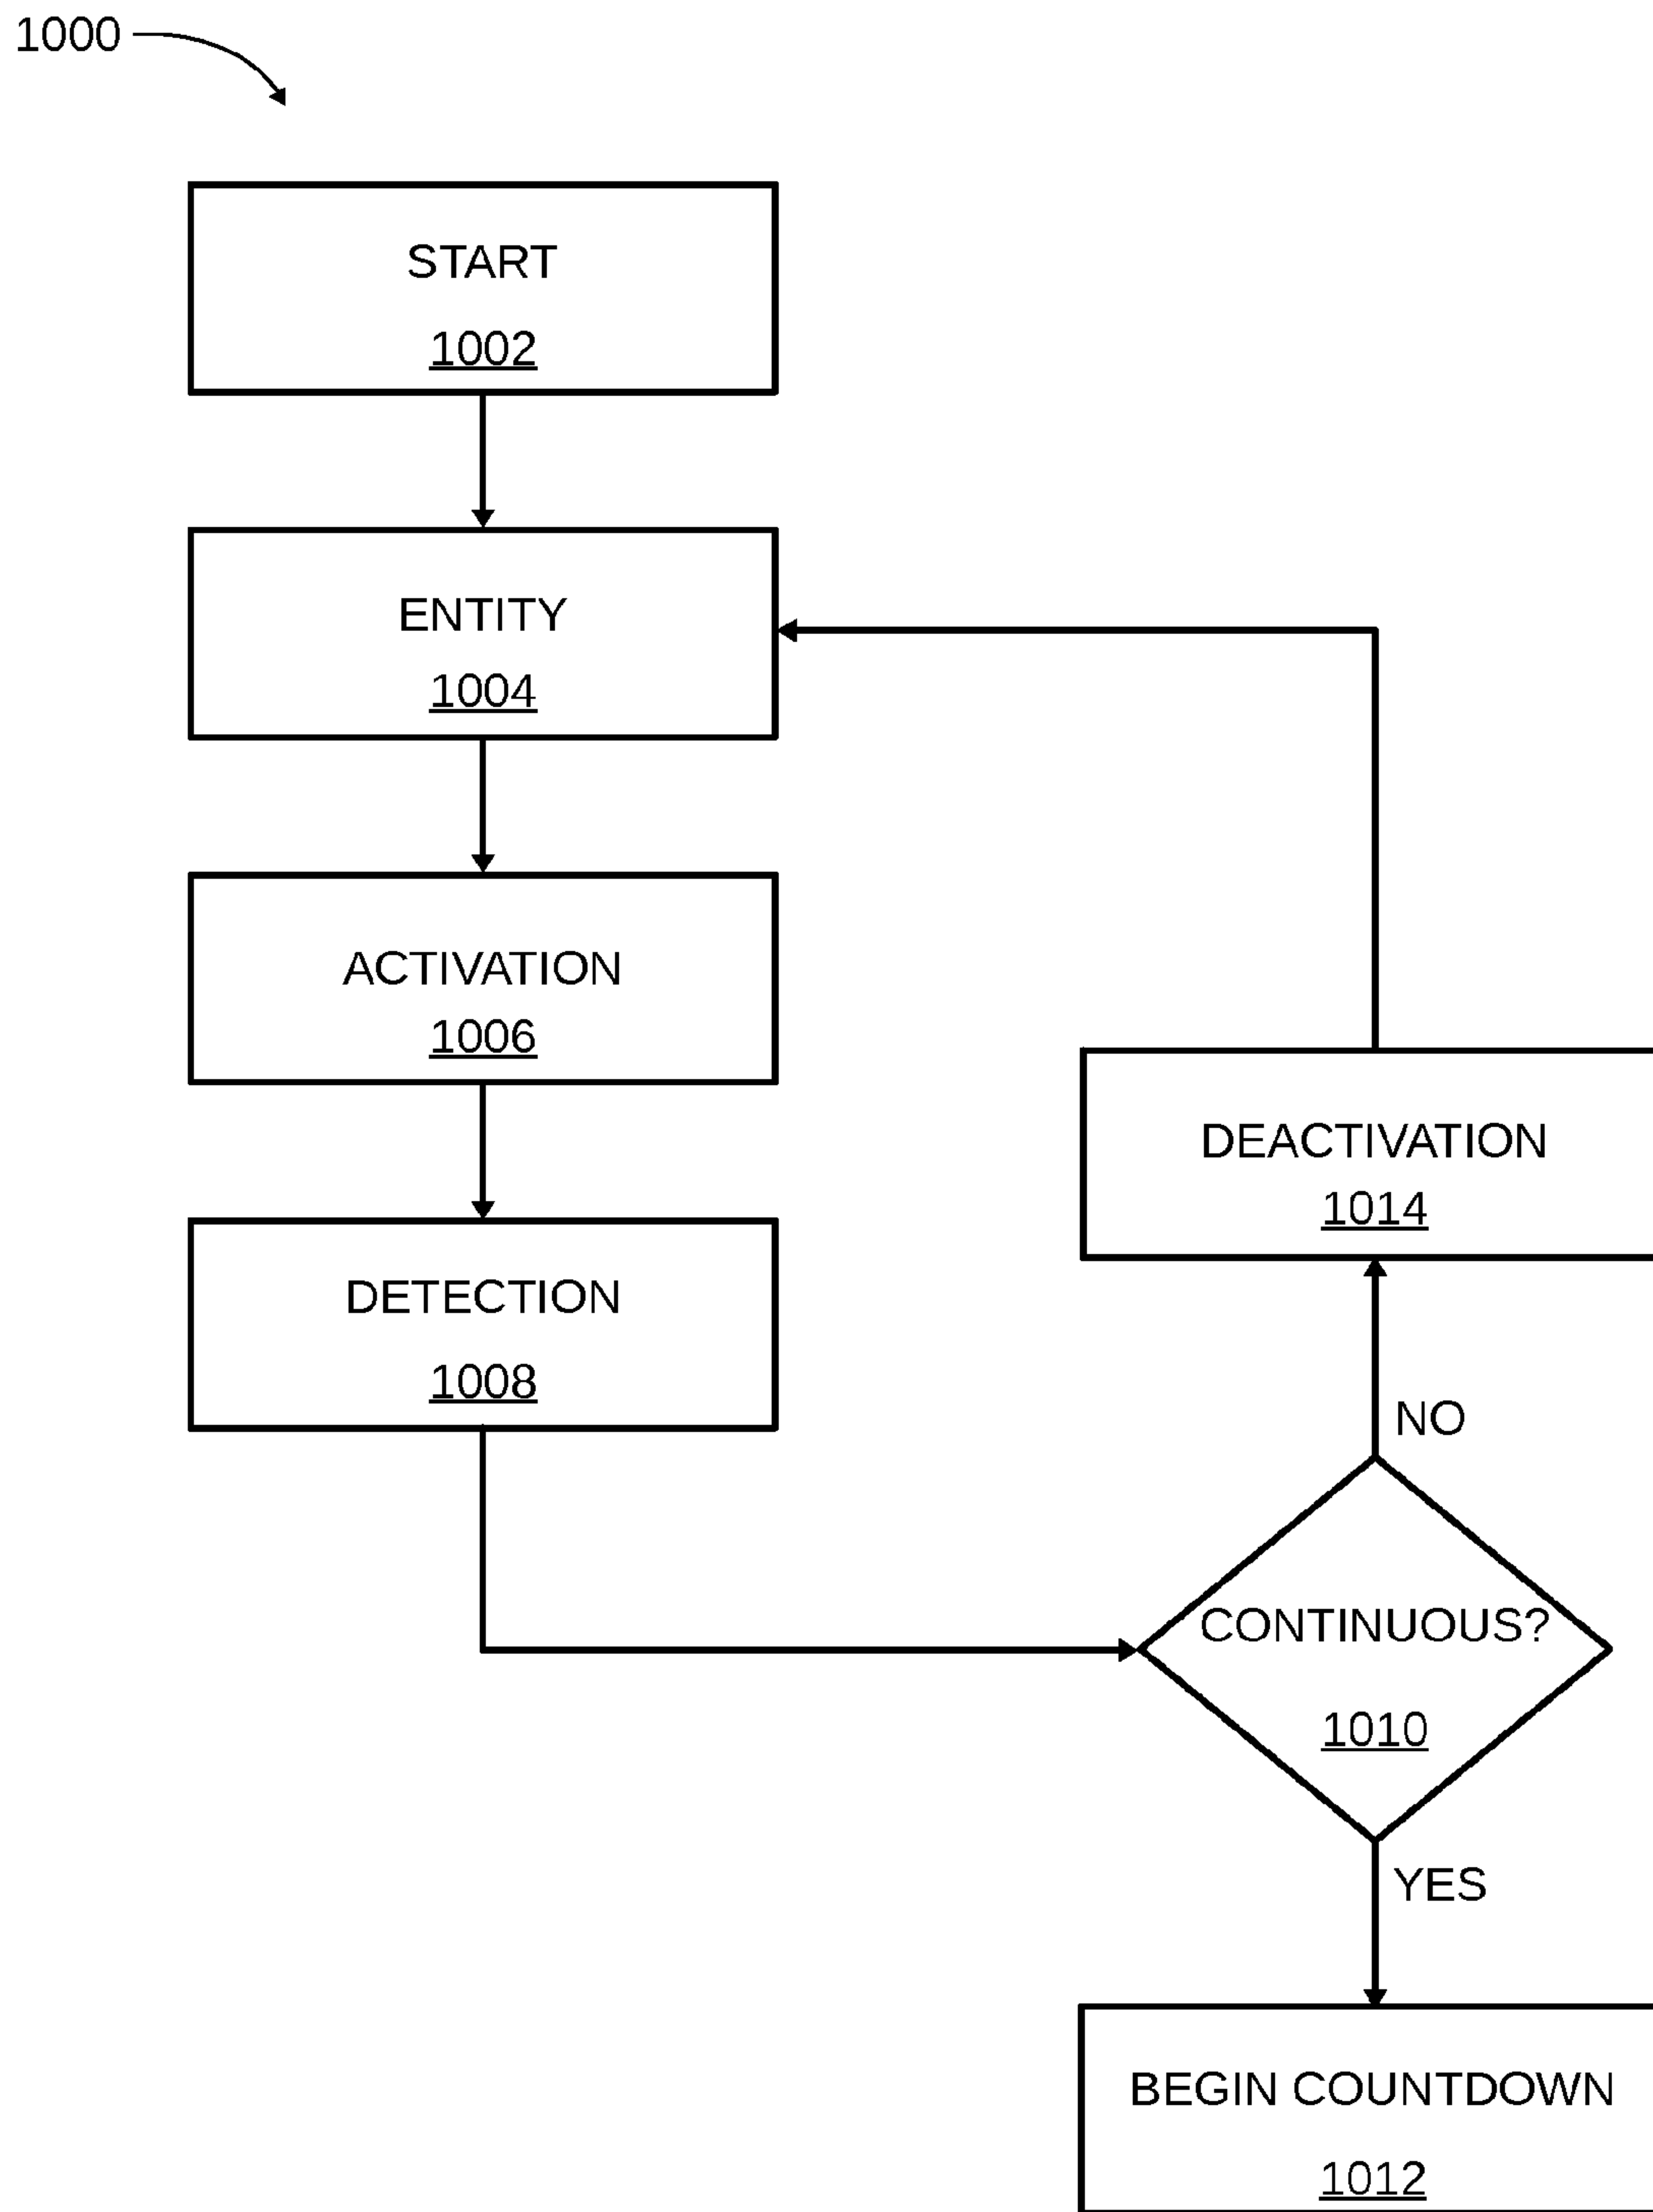 1000
START
1002
ENTITY
1004
ACTIVATION
1006
DETECTION
1008
DEACTIVATION
1014
NO
CONTINUOUS?
1010
YES
BEGIN COUNTDOWN
1012